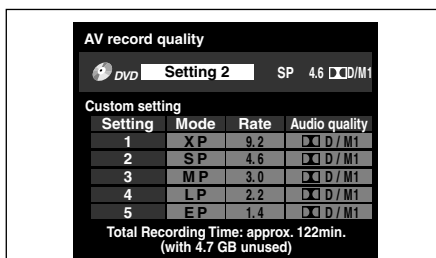 AV record quality
DVD Setting 2 SP 4.6 D/M1
Custom setting
Setting Mode Rate Audio quality
1 XP 9.2 D/M1
2 SP 4.6 D/M1
3 MP 3.0 D/M1
4 LP 2.2 D/M1
5 EP 1.4 D/M1
Total Recording Time: approx. 122min.
(with 4.7 GB unused)